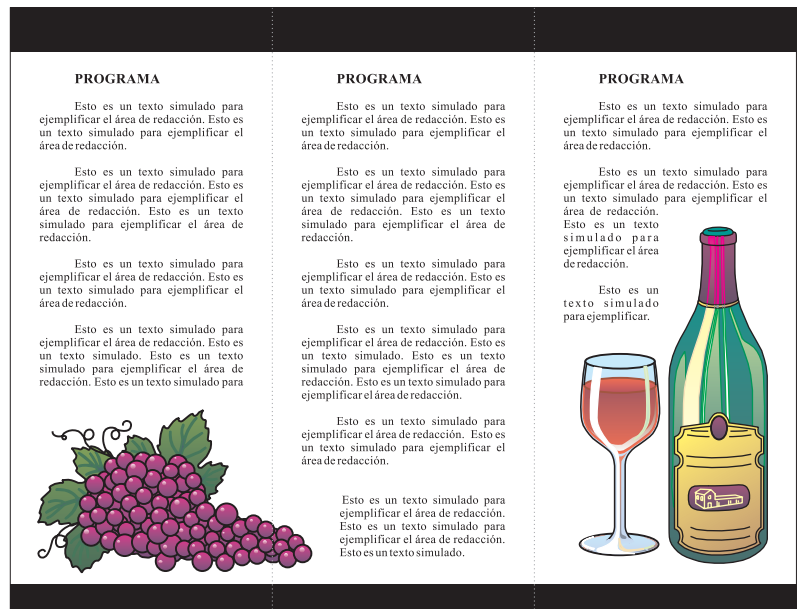 PROGRAMA
Esto es un texto simulado para
ejemplificar el área de redacción. Esto es
un texto simulado para ejemplificar el
área de redacción.
Esto es un texto simulado para
ejemplificar el área de redacción. Esto es
un texto simulado para ejemplificar el
área de redacción. Esto es un texto
simulado para ejemplificar el área de
redacción.
Esto es un texto simulado para
ejemplificar el área de redacción. Esto es
un texto simulado para ejemplificar el
área de redacción.
Esto es un texto simulado para
ejemplificar el área de redacción. Esto es
un texto simulado. Esto es un texto
simulado para ejemplificar el área de
redacción. Esto es un texto simulado para
PROGRAMA
Esto es un texto simulado para
ejemplificar el área de redacción. Esto es
un texto simulado para ejemplificar el
área de redacción.
Esto es un texto simulado para
ejemplificar el área de redacción. Esto es
un texto simulado para ejemplificar el
área de redacción. Esto es un texto
simulado para ejemplificar el área de
redacción.
Esto es un texto simulado para
ejemplificar el área de redacción. Esto es
un texto simulado para ejemplificar el
área de redacción.
Esto es un texto simulado para
ejemplificar el área de redacción. Esto es
un texto simulado. Esto es un texto
simulado para ejemplificar el área de
redacción. Esto es un texto simulado para
ejemplificar el área de redacción.
Esto es un texto simulado para
ejemplificar el área de redacción. Esto es
un texto simulado para ejemplificar el
área de redacción.
Esto es un texto simulado para
ejemplificar el área de redacción.
Esto es un texto simulado para
ejemplificar el área de redacción.
Esto es un texto simulado.
PROGRAMA
Esto es un texto simulado para
ejemplificar el área de redacción. Esto es
un texto simulado para ejemplificar el
área de redacción.
Esto es un texto simulado para
ejemplificar el área de redacción. Esto es
un texto simulado para ejemplificar el
área de redacción.
Esto es un texto
simulado para
ejemplificar el área
de redacción.
Esto es un
texto simulado
para ejemplificar.